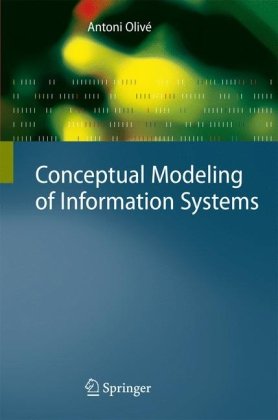 Antoni Olivé
Conceptual Modeling
of Information Systems
Springer